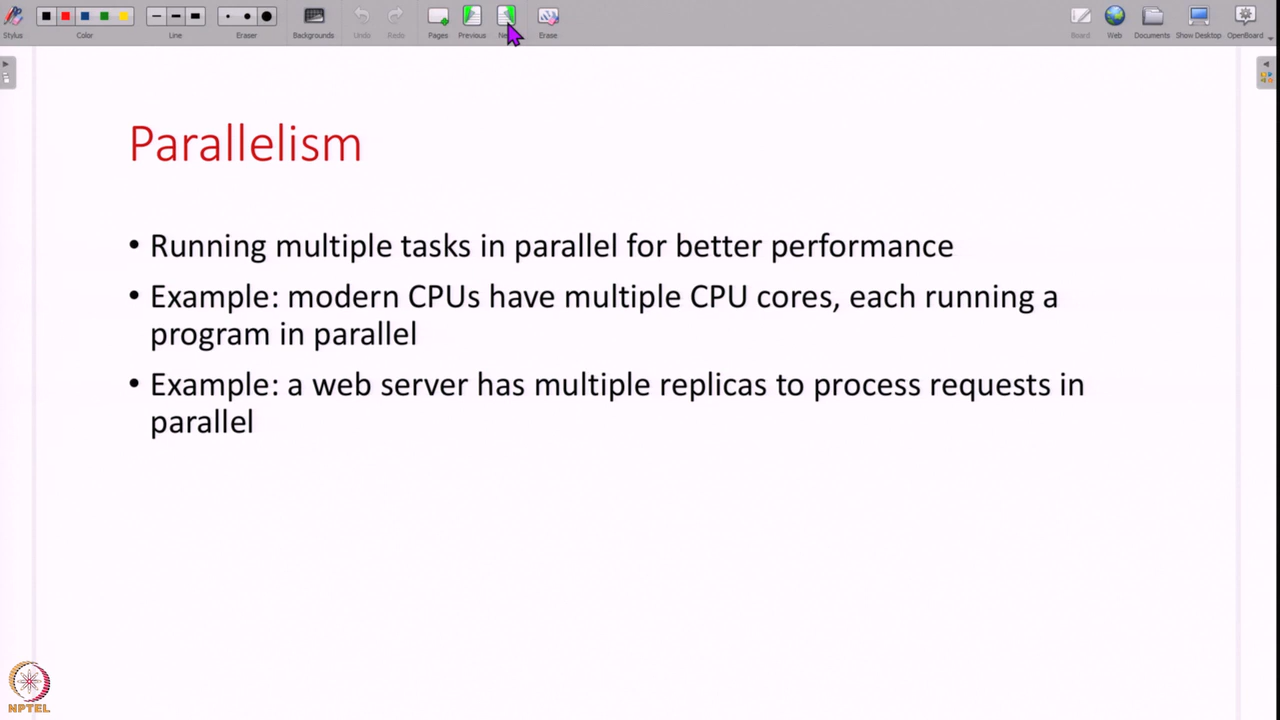 Stylus Color Line Eraser Backgrounds Undo Redo Pages Previous Erase Board Web Documents Show Desktop OpenBoard
Parallelism
• Running multiple tasks in parallel for better performance
• Example: modern CPUs have multiple CPU cores, each running a
program in parallel
• Example: a web server has multiple replicas to process requests in
parallel
NPTEL